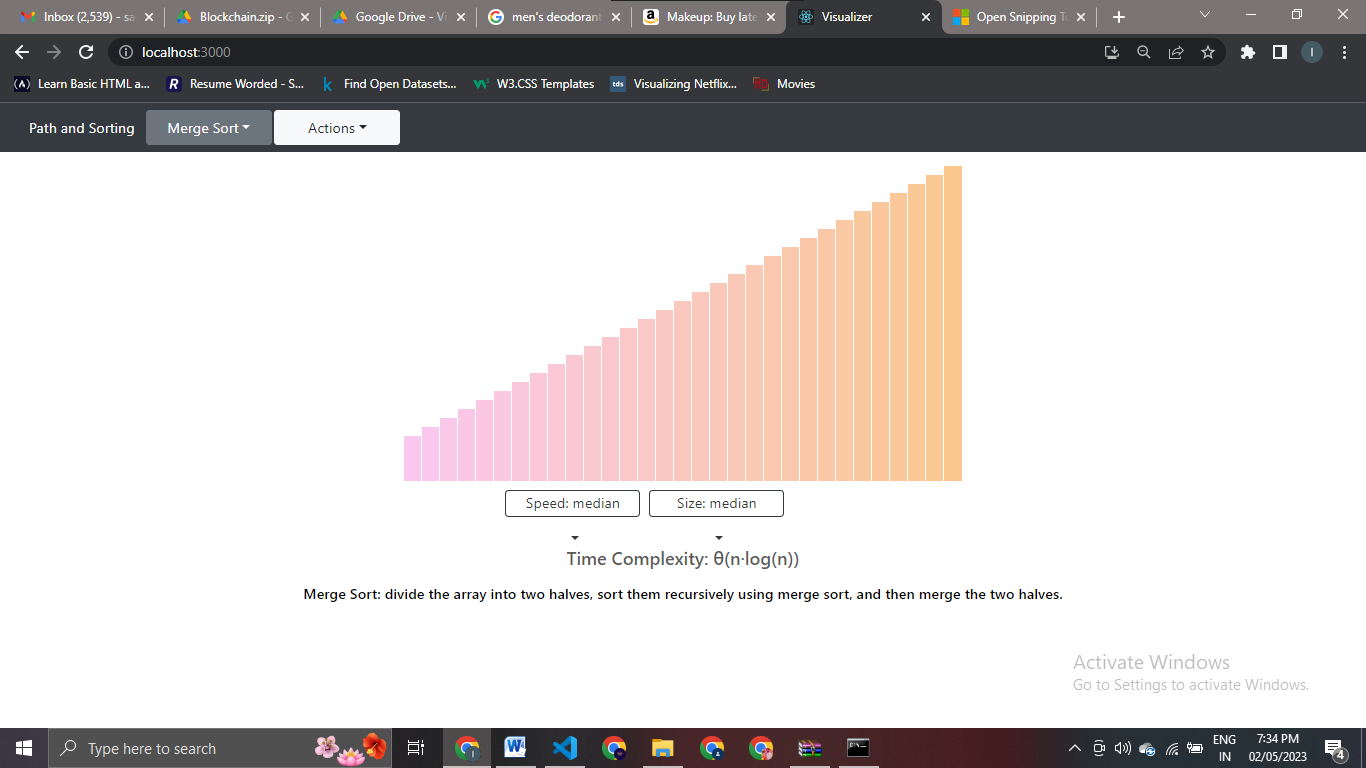 Inbox (2,539) - sa
Blockchain.zip - G
Google Drive - Vi
men's deodorant
Makeup: Buy late
Visualizer
Open Snipping T
localhost:3000
Learn Basic HTML a...
Resume Worded - S...
Find Open Datasets...
W3.CSS Templates
Visualizing Netflix...
Movies
Path and Sorting
Merge Sort
Actions
Speed: median
Size: median
Time Complexity: θ(n·log(n))
Merge Sort: divide the array into two halves, sort them recursively using merge sort, and then merge the two halves.
Activate Windows
Go to Settings to activate Windows.
Type here to search
ENG
IN
7:34 PM
02/05/2023
4